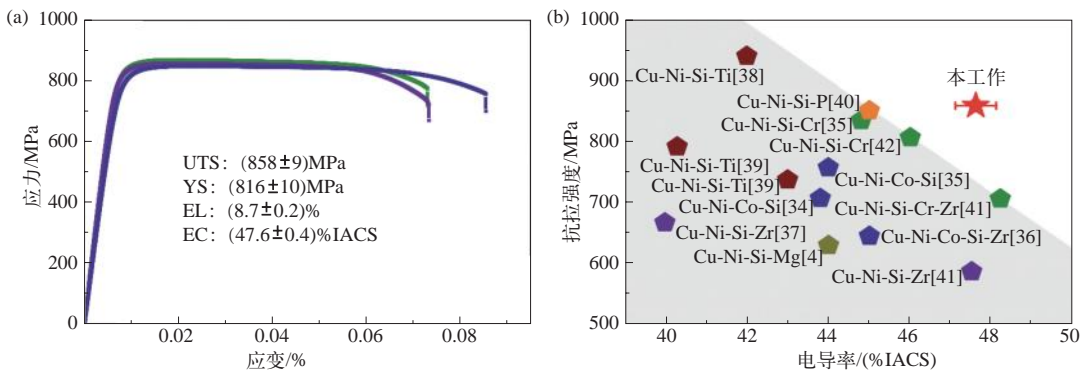 (a)
1000
800
600
400
200
0
应力/MPa
UTS：(858±9)MPa
YS：(816±10)MPa
EL：(8.7±0.2)%
EC：(47.6±0.4)%IACS
0.02
0.04
0.06
0.08
应变/%
(b)
1000
900
800
700
600
500
抗拉强度/MPa
本工作
Cu-Ni-Si-Ti[38]
Cu-Ni-Si-P[40]
Cu-Ni-Si-Cr[35]
Cu-Ni-Si-Cr[42]
Cu-Ni-Si-Ti[39]
Cu-Ni-Co-Si[35]
Cu-Ni-Si-Ti[39]
Cu-Ni-Co-Si[34]
Cu-Ni-Si-Cr-Zr[41]
Cu-Ni-Si-Zr[37]
Cu-Ni-Co-Si-Zr[36]
Cu-Ni-Si-Mg[4]
Cu-Ni-Si-Zr[41]
40
42
44
46
48
50
电导率/(%IACS)